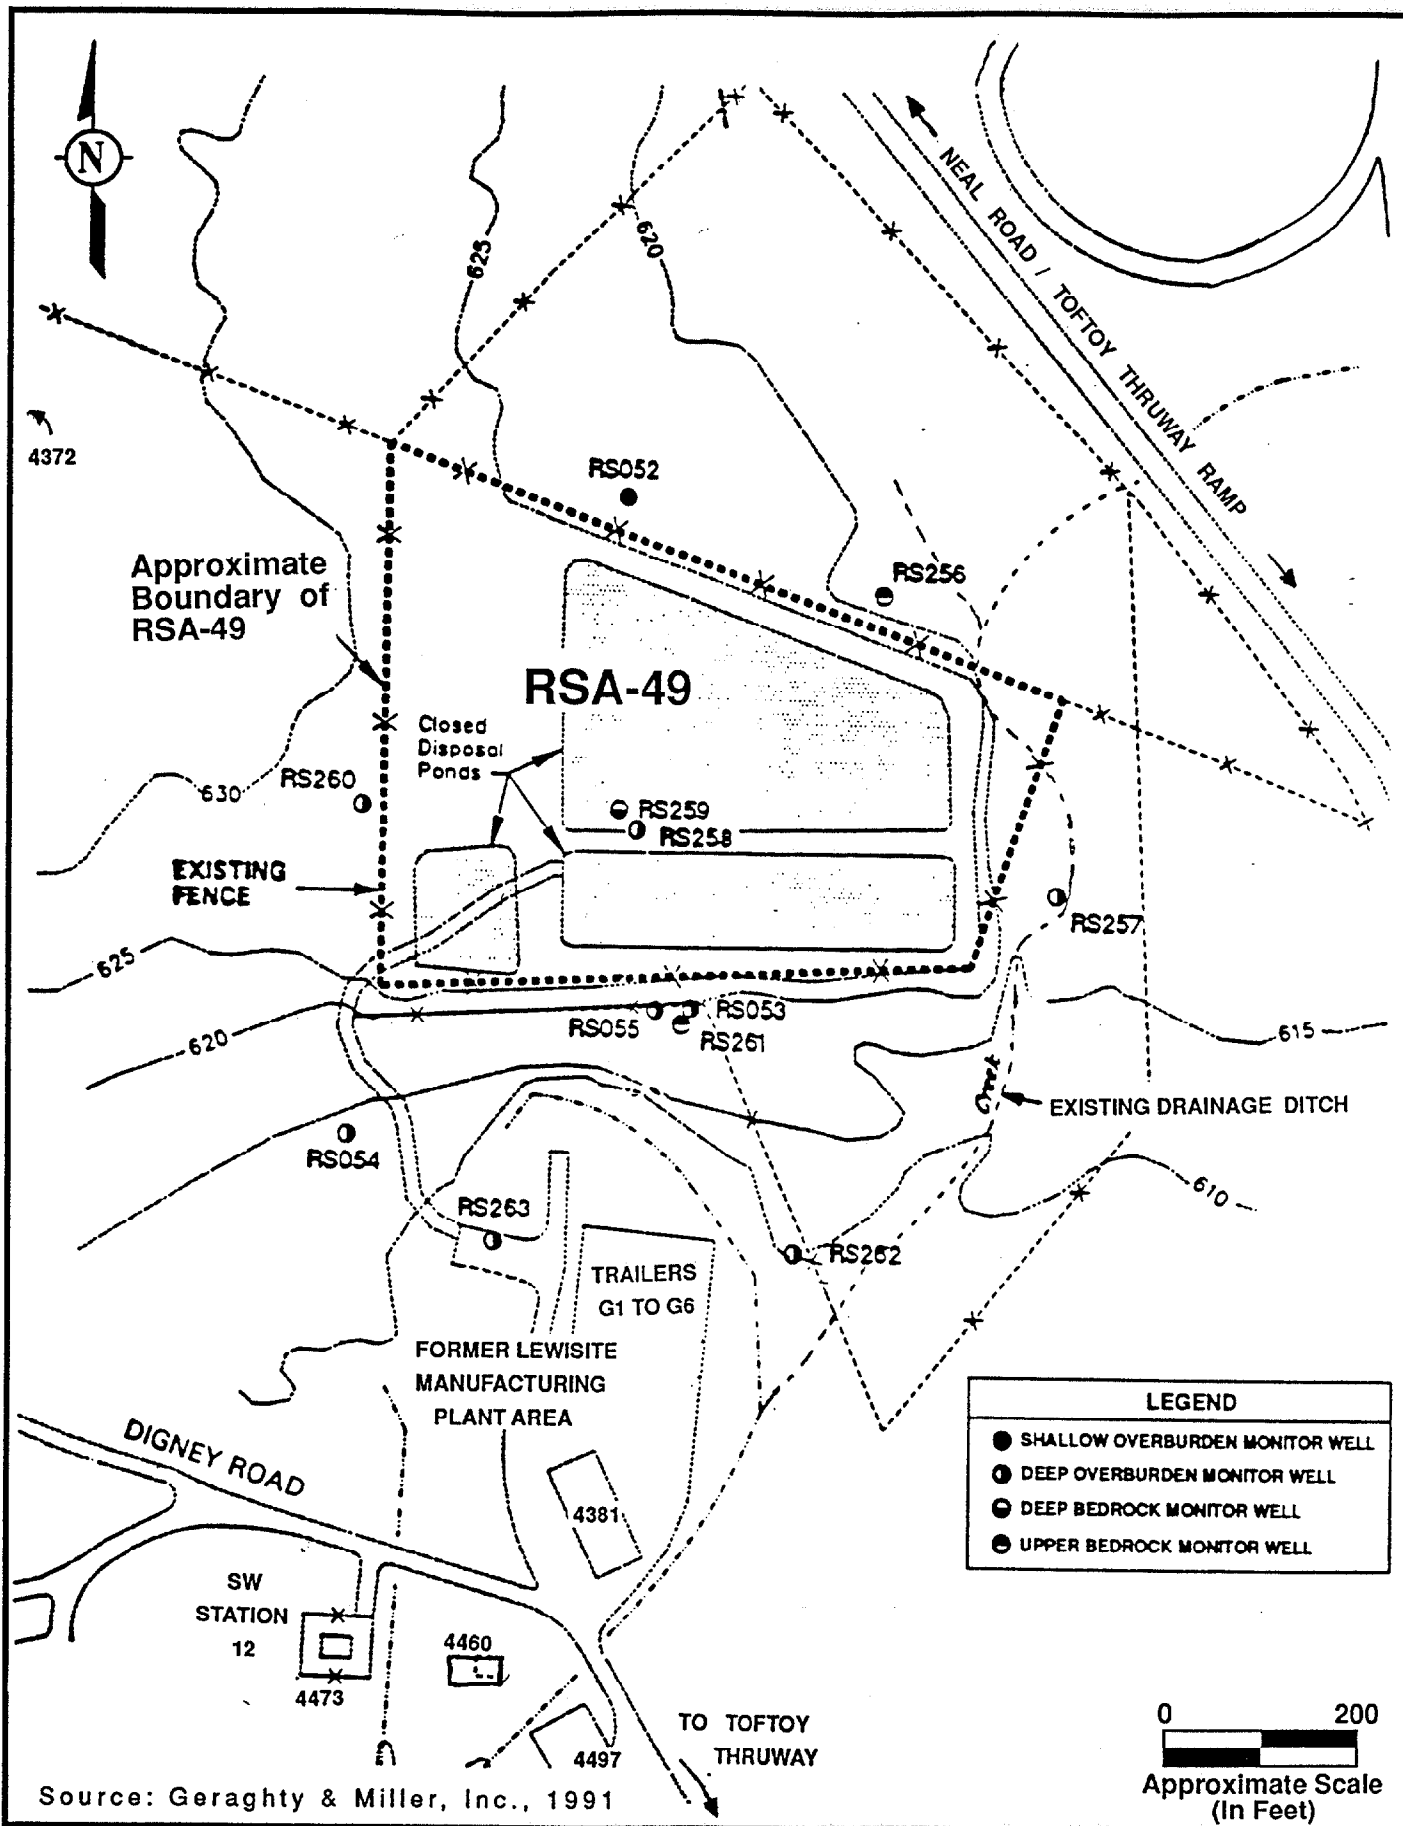 N
NEAL ROAD / TOFTOY THRUWAY RAMP
625
620
4372
RS052
Approximate
Boundary of
RSA-49
RS256
RSA-49
Closed
Disposal
Ponds
RS260
630
RS259
RS258
EXISTING
FENCE
RS257
625
620
RS055
RS053
RS261
615
Creek
EXISTING DRAINAGE DITCH
RS054
610
RS263
RS262
TRAILERS
G1 TO G6
FORMER LEWISITE
MANUFACTURING
PLANT AREA
LEGEND
SHALLOW OVERBURDEN MONITOR WELL
DEEP OVERBURDEN MONITOR WELL
DEEP BEDROCK MONITOR WELL
UPPER BEDROCK MONITOR WELL
DIGNEY ROAD
4381
SW
STATION
12
4460
4473
4497
TO TOFTOY
THRUWAY
0 200
Approximate Scale
(In Feet)
Source: Geraghty & Miller, Inc., 1991